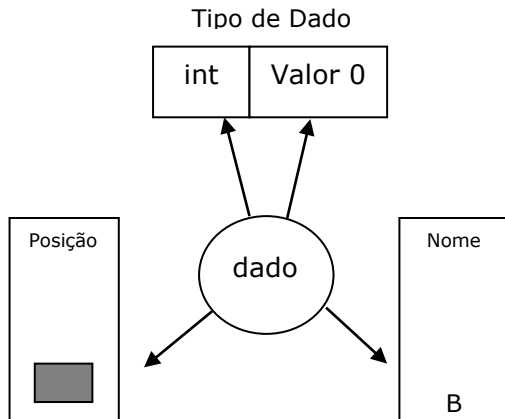 Tipo de Dado
int Valor 0
Posição
dado
Nome
B